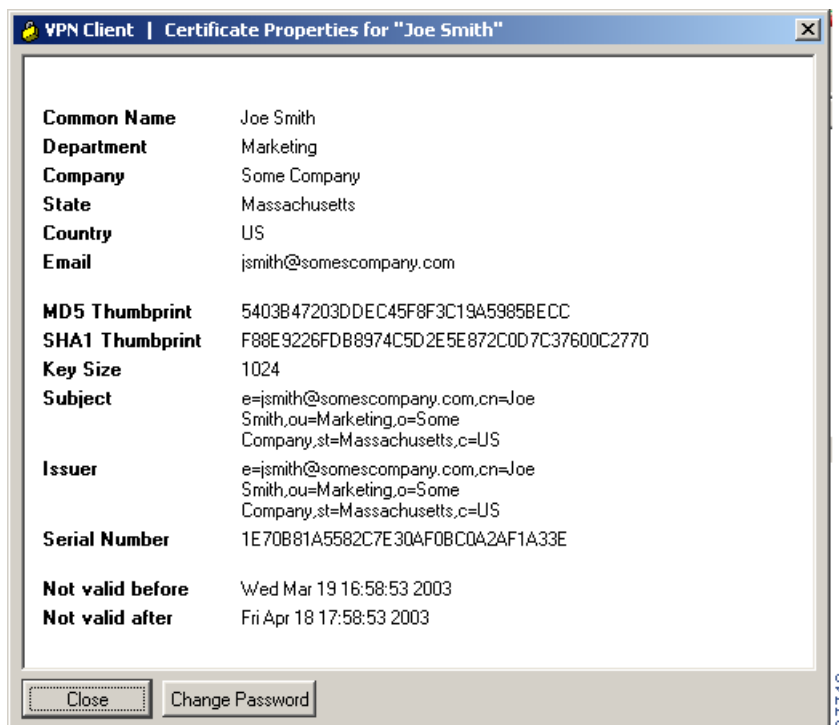 VPN Client | Certificate Properties for "Joe Smith"
Common Name Joe Smith
Department Marketing
Company Some Company
State Massachusetts
Country US
Email jsmith@somescompany.com
MD5 Thumbprint 5403B47203DDEC45F8F3C19A5985BECC
SHA1 Thumbprint F88E9226FDB8974C5D2E5E872C0D7C37600C2770
Key Size 1024
Subject e=jsmith@somescompany.com,cn=Joe
Smith,ou=Marketing,o=Some
Company,st=Massachusetts,c=US
Issuer e=jsmith@somescompany.com,cn=Joe
Smith,ou=Marketing,o=Some
Company,st=Massachusetts,c=US
Serial Number 1E70B81A5582C7E30AF0BC0A2AF1A33E
Not valid before Wed Mar 19 16:58:53 2003
Not valid after Fri Apr 18 17:58:53 2003
Close Change Password